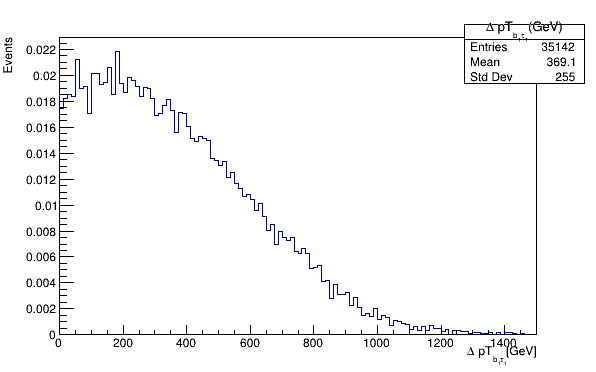 Δ pT_{b_1τ_1}(GeV)
Entries 35142
Mean 369.1
Std Dev 255
Events
0.022
0.02
0.018
0.016
0.014
0.012
0.01
0.008
0.006
0.004
0.002
0
0 200 400 600 800 1000 1200 1400
Δ pT_{b_1τ_1}[GeV]